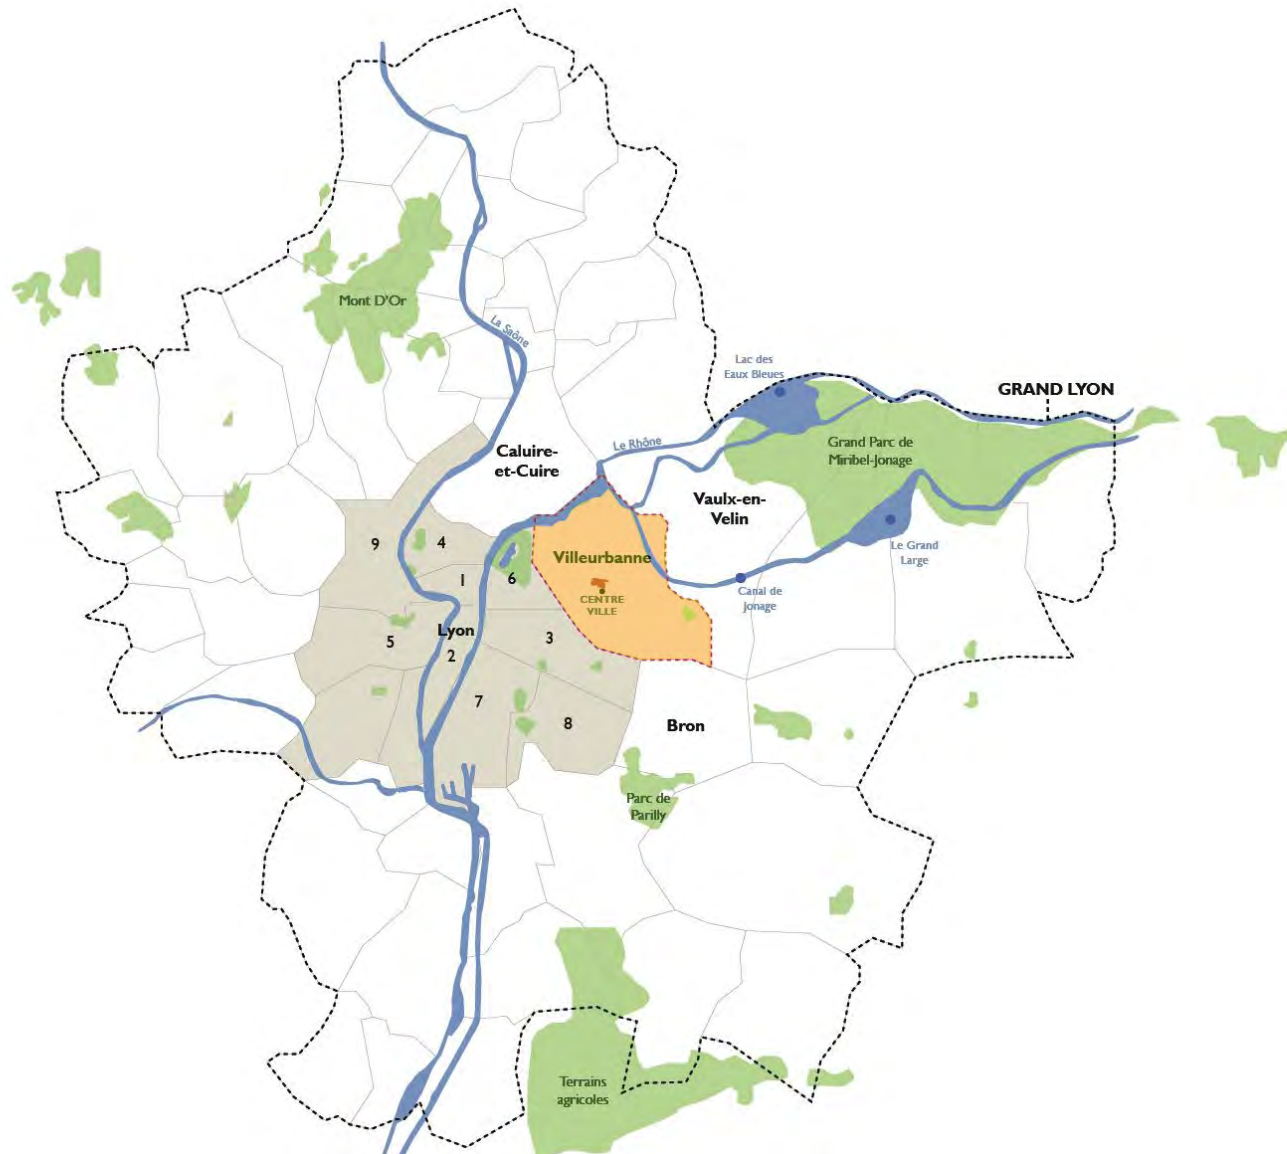 Mont D'Or
La Saône
Lac des
Eaux Bleues
GRAND LYON
Le Rhône
Grand Parc de
Miribel-Jonage
Caluire-
et-Cuire
Vaulx-en-
Velin
Le Grand
Large
9
4
Villeurbanne
1
6
CENTRE
VILLE
Canal de
Jonage
Lyon
5
2
3
7
8
Bron
Parc de
Parilly
Terrains
agricoles